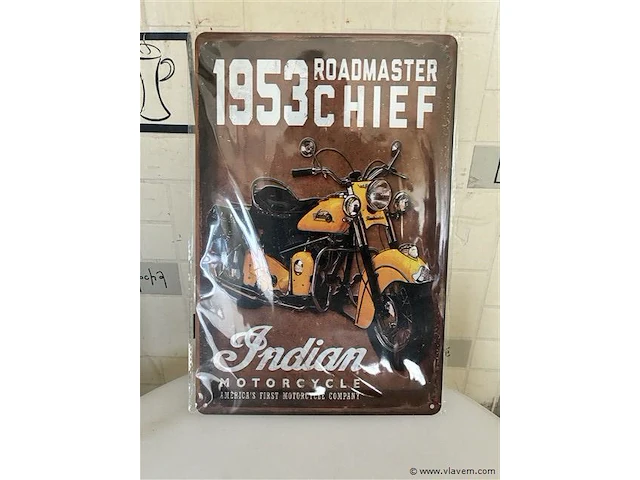 1953 ROADMASTER
CHIEF
Indian
MOTORCYCLE
AMERICA'S FIRST MOTORCYCLE COMPANY
© www.vlavem.com